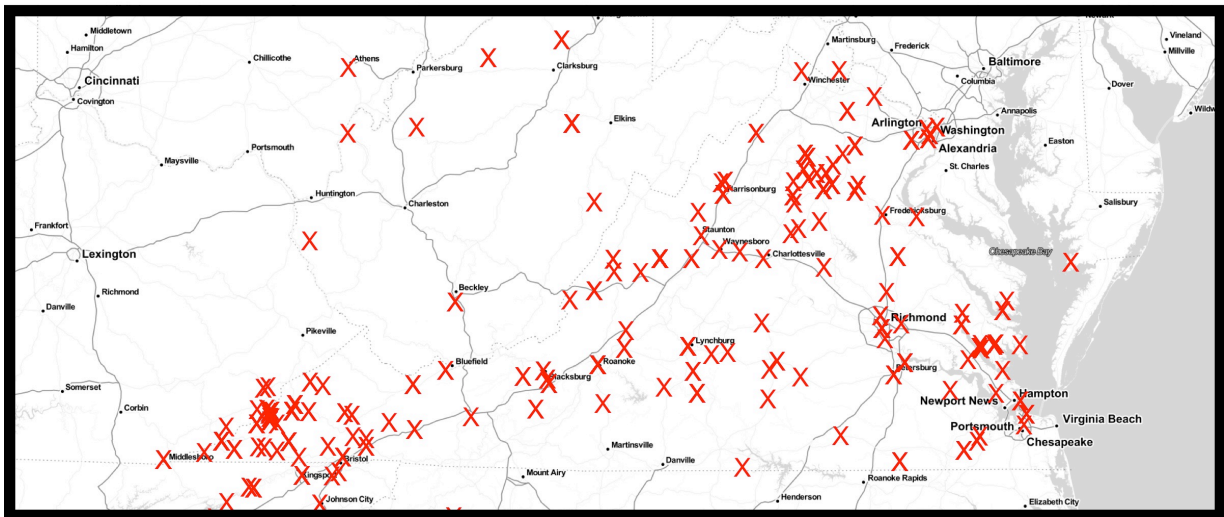 Middletown
Hamilton
Cincinnati
Covington
Chillicothe
Athens
Parkersburg
Clarksburg
Martinsburg
Frederick
Winchester
Baltimore
Columbia
Annapolis
Dover
Vineland
Millville
Elkins
Arlington
Washington
Alexandria
Easton
St. Charles
Salisbury
Maysville
Portsmouth
Huntington
Charleston
Harrisonburg
Fredericksburg
Staunton
Waynesboro
Charlottesville
Chesapeake Bay
Frankfort
Lexington
Richmond
Danville
Beckley
Pikeville
Richmond
Lynchburg
Bluefield
Roanoke
Blacksburg
Petersburg
Somerset
Corbin
Newport News
Hampton
Portsmouth
Virginia Beach
Chesapeake
Middlesboro
Bristol
Kingsport
Johnson City
Mount Airy
Martinsville
Danville
Henderson
Roanoke Rapids
Elizabeth City